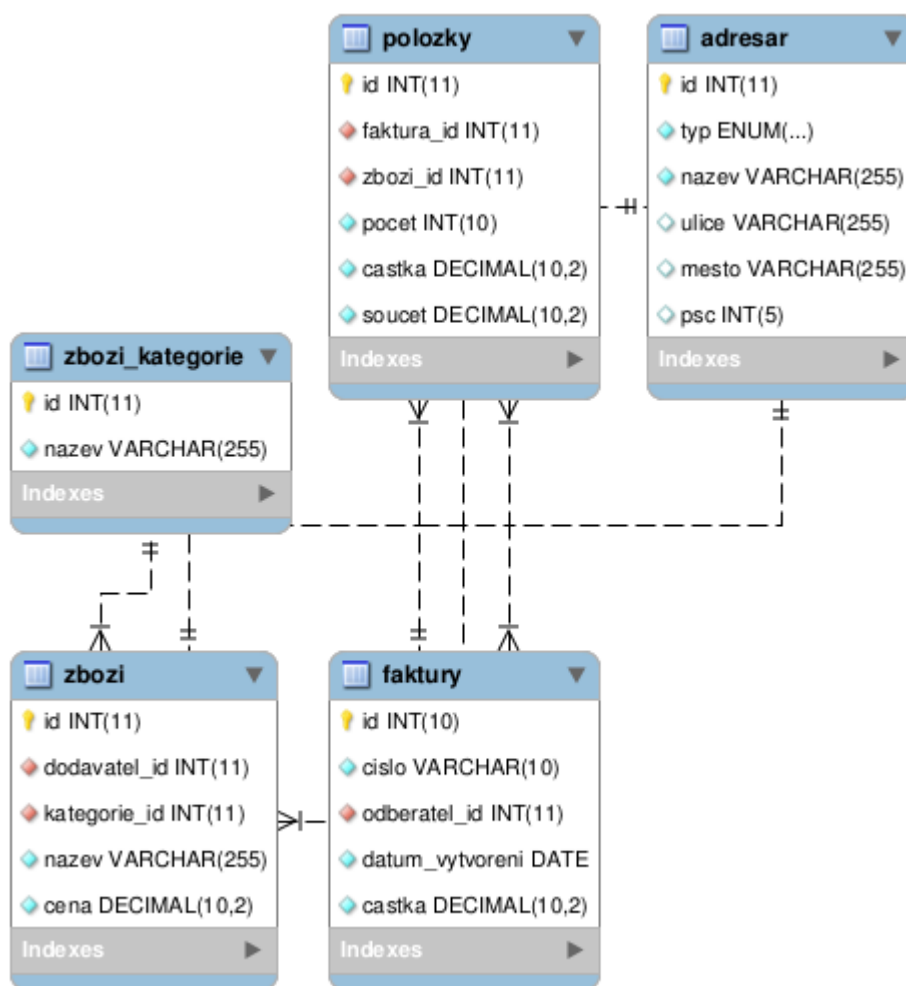 polozky
id INT(11)
faktura_id INT(11)
zbozi_id INT(11)
pocet INT(10)
castka DECIMAL(10,2)
soucet DECIMAL(10,2)
Indexes
adresar
id INT(11)
typ ENUM(...)
nazev VARCHAR(255)
ulice VARCHAR(255)
mesto VARCHAR(255)
psc INT(5)
Indexes
zbozi_kategorie
id INT(11)
nazev VARCHAR(255)
Indexes
zbozi
id INT(11)
dodavatel_id INT(11)
kategorie_id INT(11)
nazev VARCHAR(255)
cena DECIMAL(10,2)
Indexes
faktury
id INT(10)
cislo VARCHAR(10)
odberatel_id INT(11)
datum_vytvoreni DATE
castka DECIMAL(10,2)
Indexes